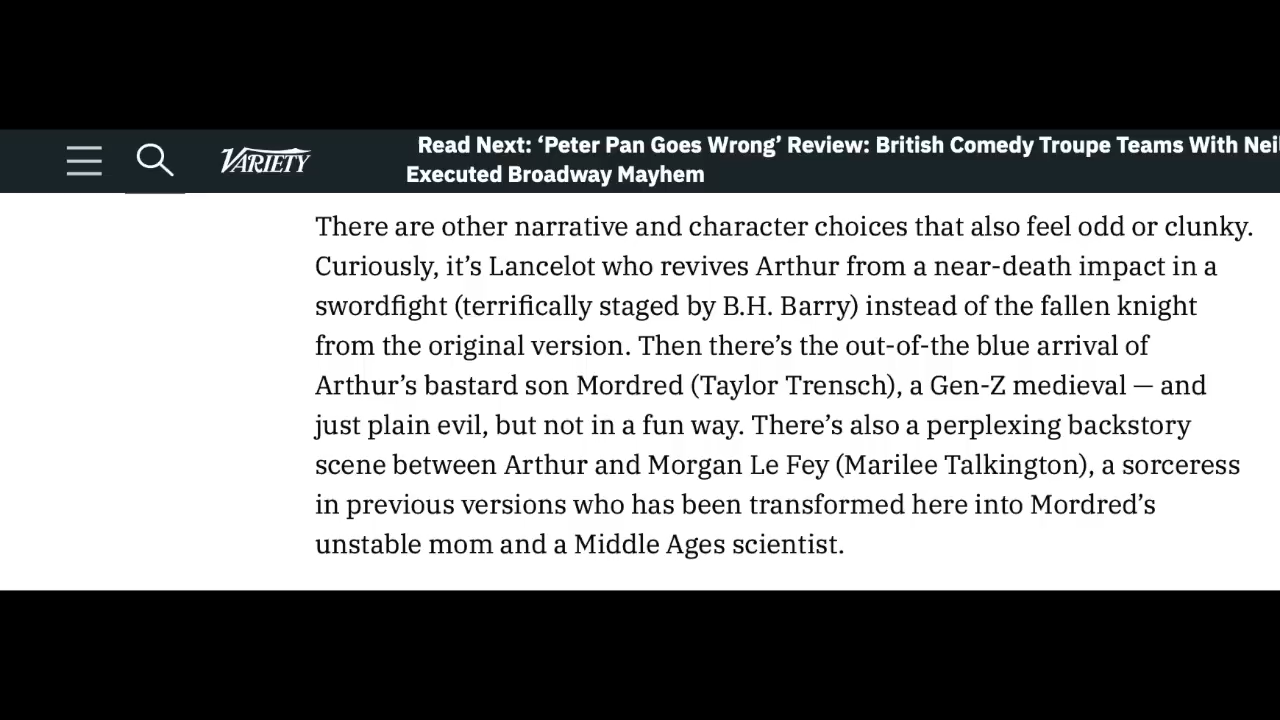 VARIETY
Read Next: ‘Peter Pan Goes Wrong’ Review: British Comedy Troupe Teams With Neil
Executed Broadway Mayhem
There are other narrative and character choices that also feel odd or clunky.
Curiously, it’s Lancelot who revives Arthur from a near-death impact in a
swordfight (terrifically staged by B.H. Barry) instead of the fallen knight
from the original version. Then there’s the out-of-the blue arrival of
Arthur’s bastard son Mordred (Taylor Trensch), a Gen-Z medieval — and
just plain evil, but not in a fun way. There’s also a perplexing backstory
scene between Arthur and Morgan Le Fey (Marilee Talkington), a sorceress
in previous versions who has been transformed here into Mordred’s
unstable mom and a Middle Ages scientist.